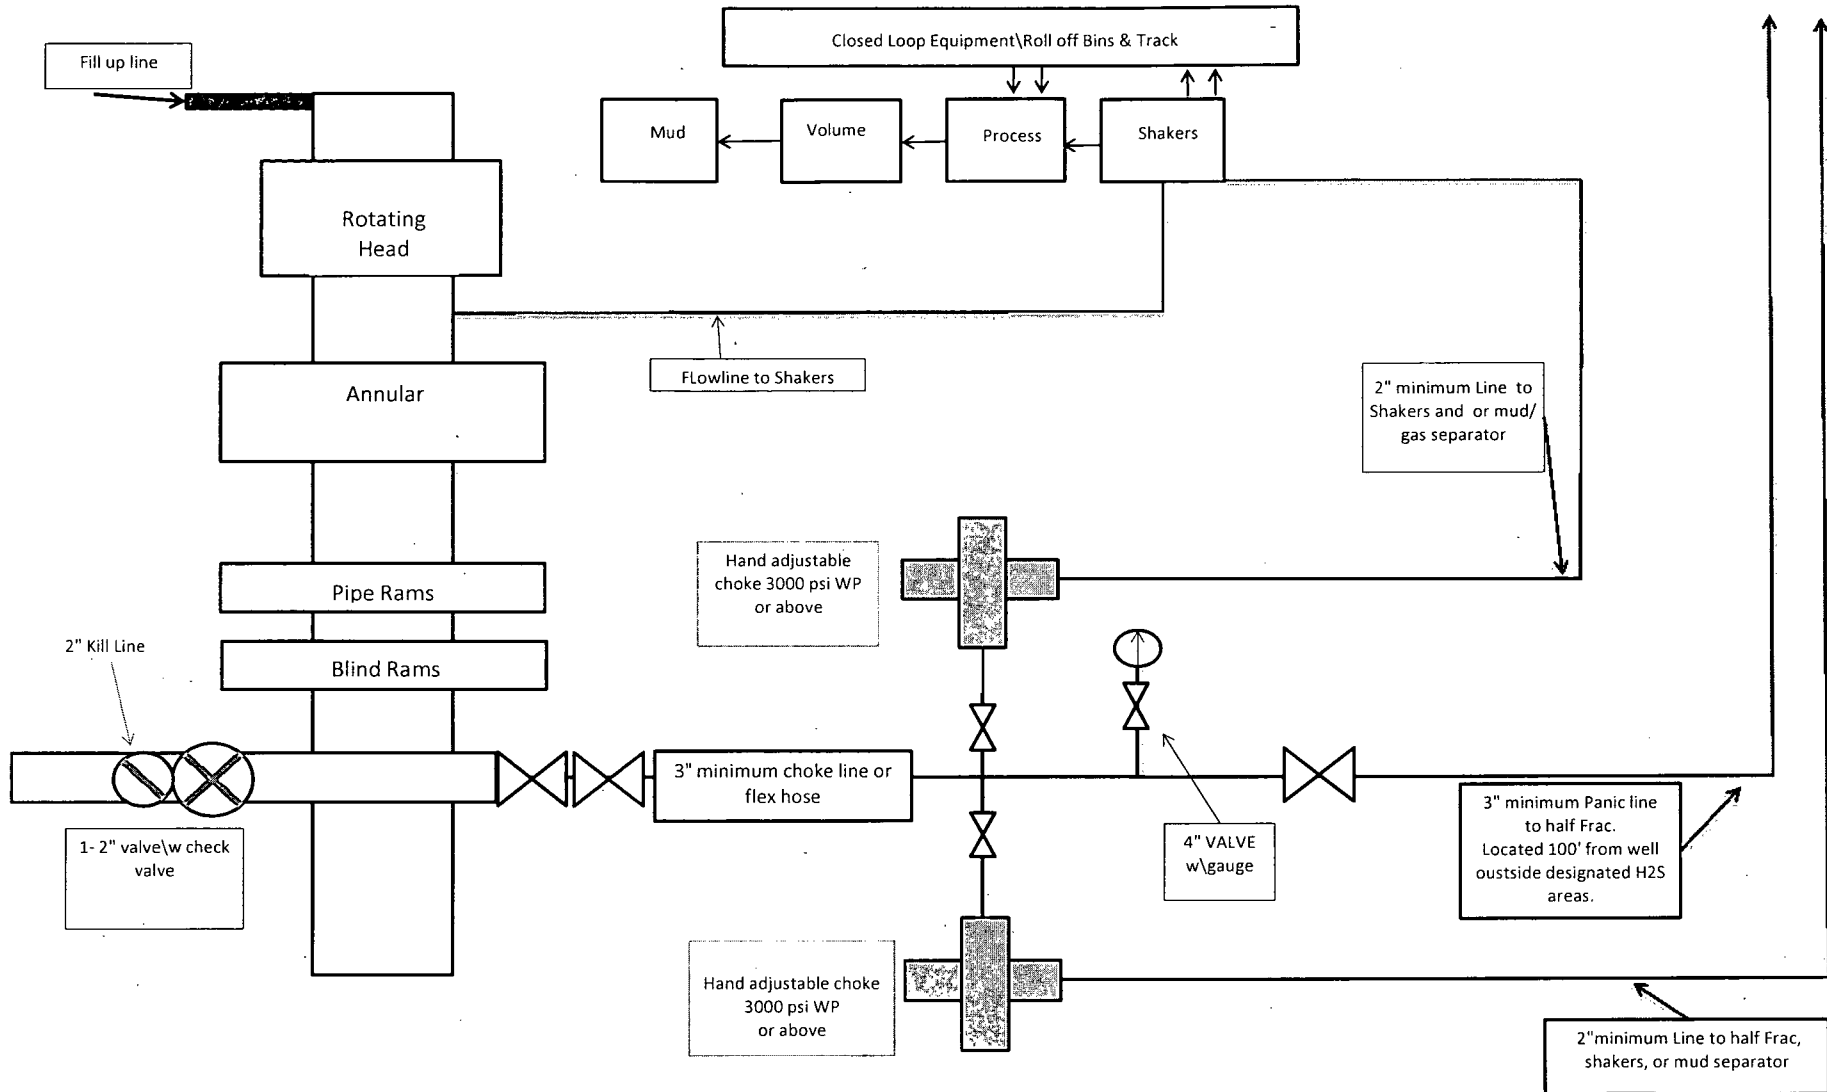 Closed Loop Equipment\Roll off Bins & Track
Fill up line
Mud
Volume
Process
Shakers
Rotating
Head
FLowline to Shakers
Annular
2" minimum Line to
Shakers and or mud/
gas separator
Hand adjustable
choke 3000 psi WP
or above
Pipe Rams
2" Kill Line
Blind Rams
3" minimum choke line or
flex hose
1- 2" valve\w check
valve
4" VALVE
w\gauge
3" minimum Panic line
to half Frac.
Located 100' from well
oustside designated H2S
areas.
Hand adjustable choke
3000 psi WP
or above
2"minimum Line to half Frac,
shakers, or mud separator